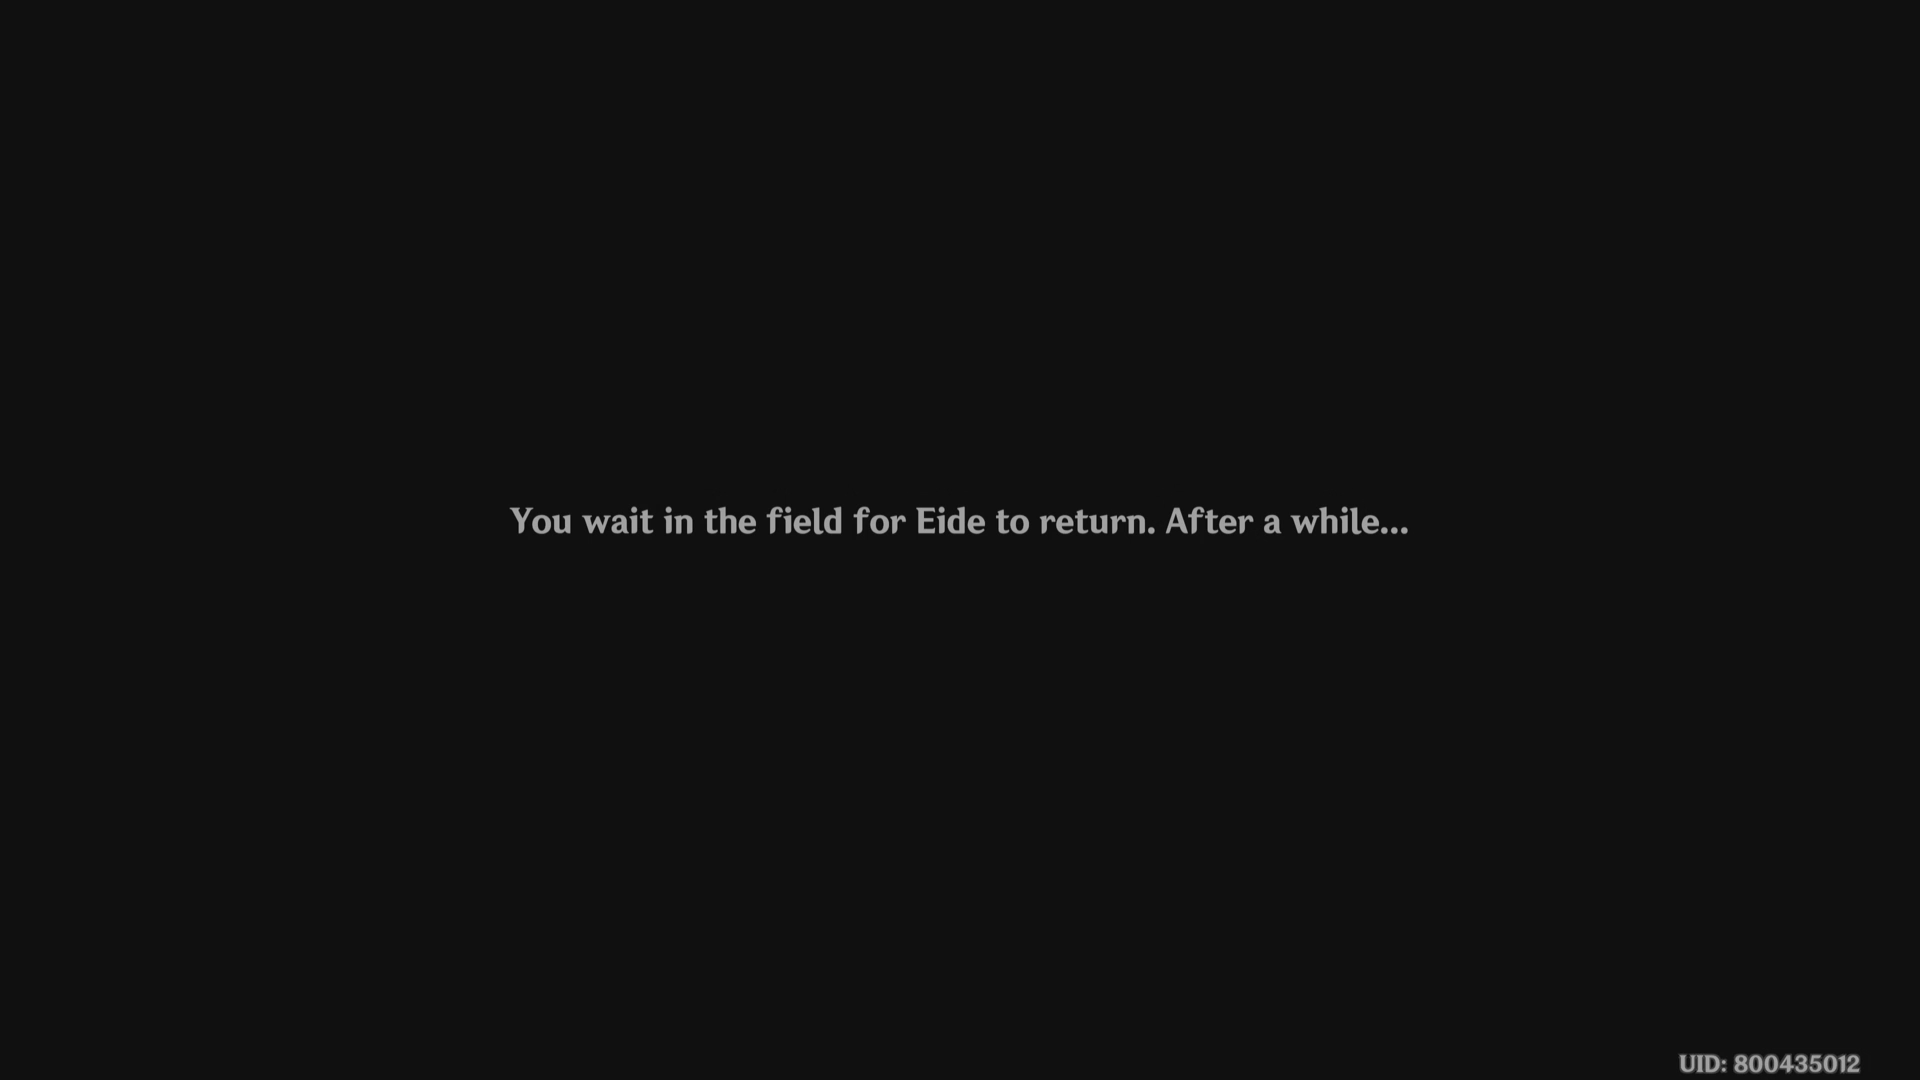 You wait in the field for Eide to return. After a while...
UID: 800435012